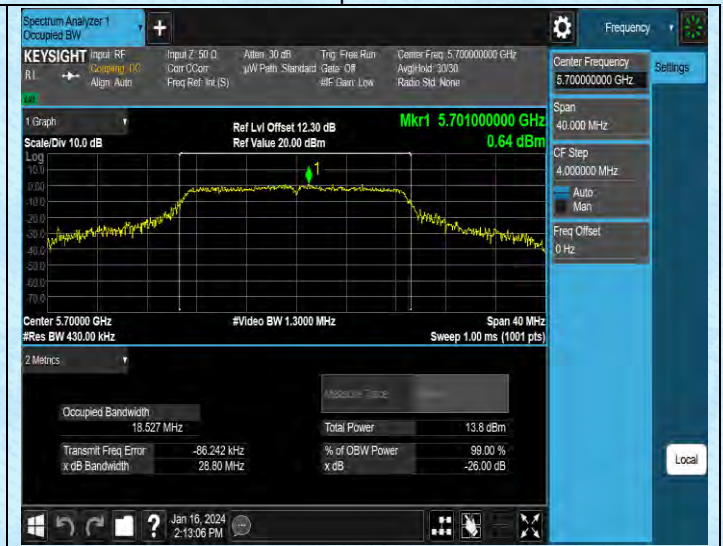 Spectrum Analyzer 1
Occupied BW
Frequency
KEYSIGHT
Input: RF
Coupling: DC
Align: Auto
Input Z: 50 Ω
Corr CCorr
Freq Ref: Int (S)
Atten: 30 dB
µW Path: Standard
Trig: Free Run
Gate: Off
#IF Gain: Low
Center Freq: 5.700000000 GHz
Avg|Hold: 30/30
Radio Std: None
Center Frequency
5.700000000 GHz
Settings
Span
40.000 MHz
CF Step
4.000000 MHz
Auto
Man
Freq Offset
0 Hz
1 Graph
Scale/Div 10.0 dB
Ref Lvl Offset 12.30 dB
Ref Value 20.00 dBm
Mkr1 5.701000000 GHz
0.64 dBm
Log
10.0
0.00
-10.0
-20.0
-30.0
-40.0
-50.0
-60.0
-70.0
1
Center 5.70000 GHz
#Res BW 430.00 kHz
#Video BW 1.3000 MHz
Span 40 MHz
Sweep 1.00 ms (1001 pts)
2 Metrics
Measure Trace
Occupied Bandwidth
18.527 MHz
Total Power 13.8 dBm
Transmit Freq Error -86.242 kHz
% of OBW Power 99.00 %
x dB Bandwidth 28.80 MHz
x dB -26.00 dB
Local
Jan 16, 2024
2:13:06 PM